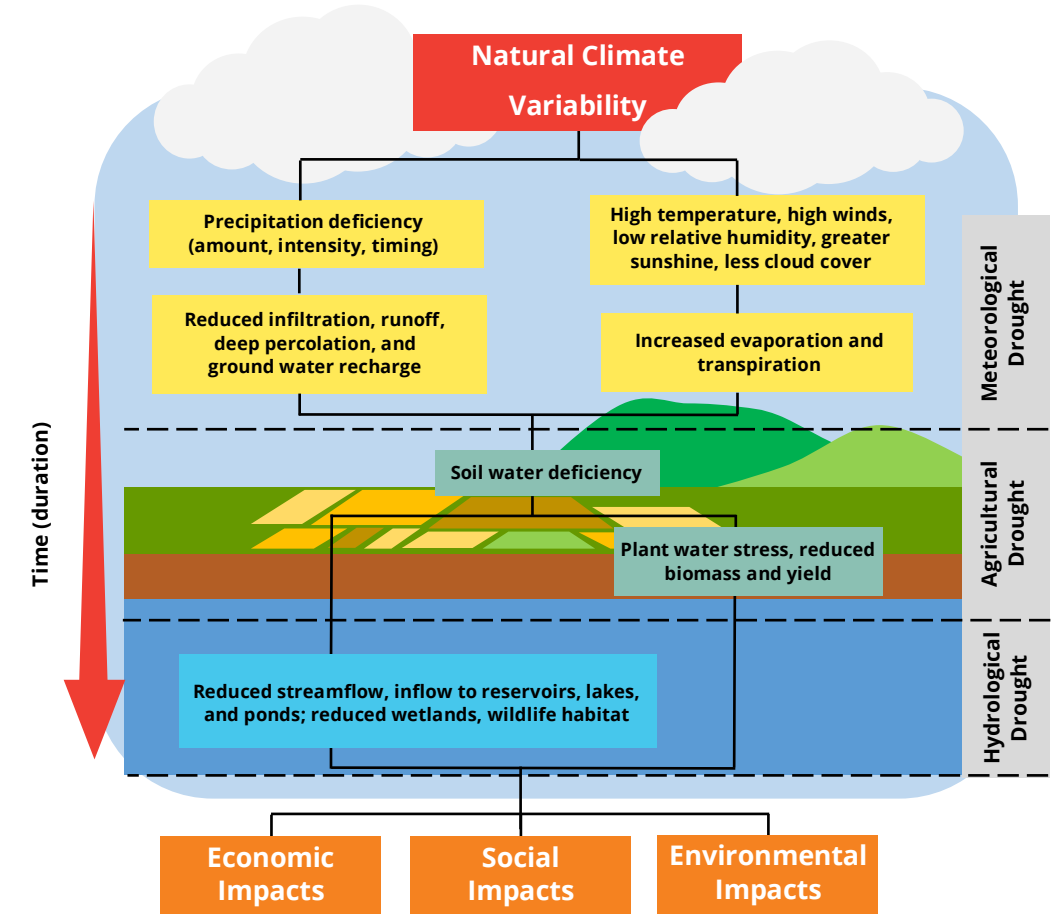 Natural Climate
Variability
Precipitation deficiency
(amount, intensity, timing)
High temperature, high winds,
low relative humidity, greater
sunshine, less cloud cover
Reduced infiltration, runoff,
deep percolation, and
ground water recharge
Increased evaporation and
transpiration
Meteorological
Drought
Time (duration)
Soil water deficiency
Plant water stress, reduced
biomass and yield
Agricultural
Drought
Reduced streamflow, inflow to reservoirs, lakes,
and ponds; reduced wetlands, wildlife habitat
Hydrological
Drought
Economic
Impacts
Social
Impacts
Environmental
Impacts